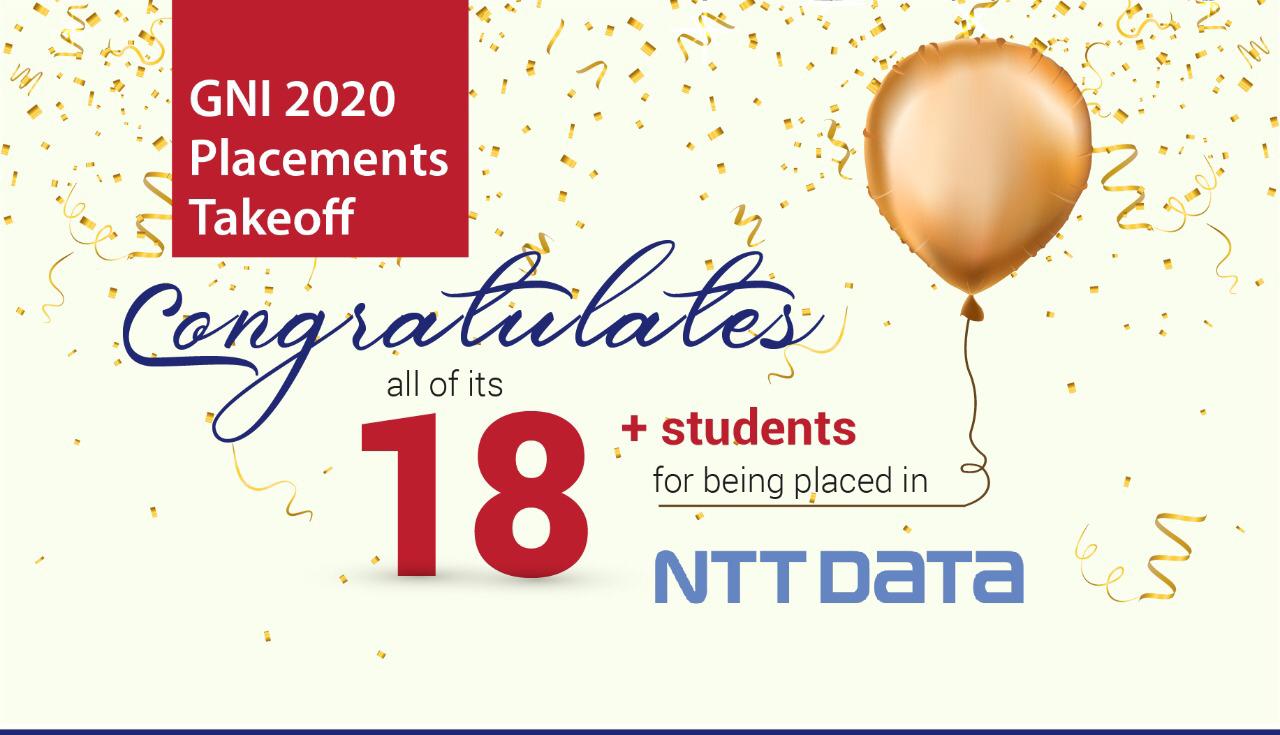 GNI 2020
Placements
Takeoff
Congratulates
all of its
18 + students
for being placed in
NTT DATA